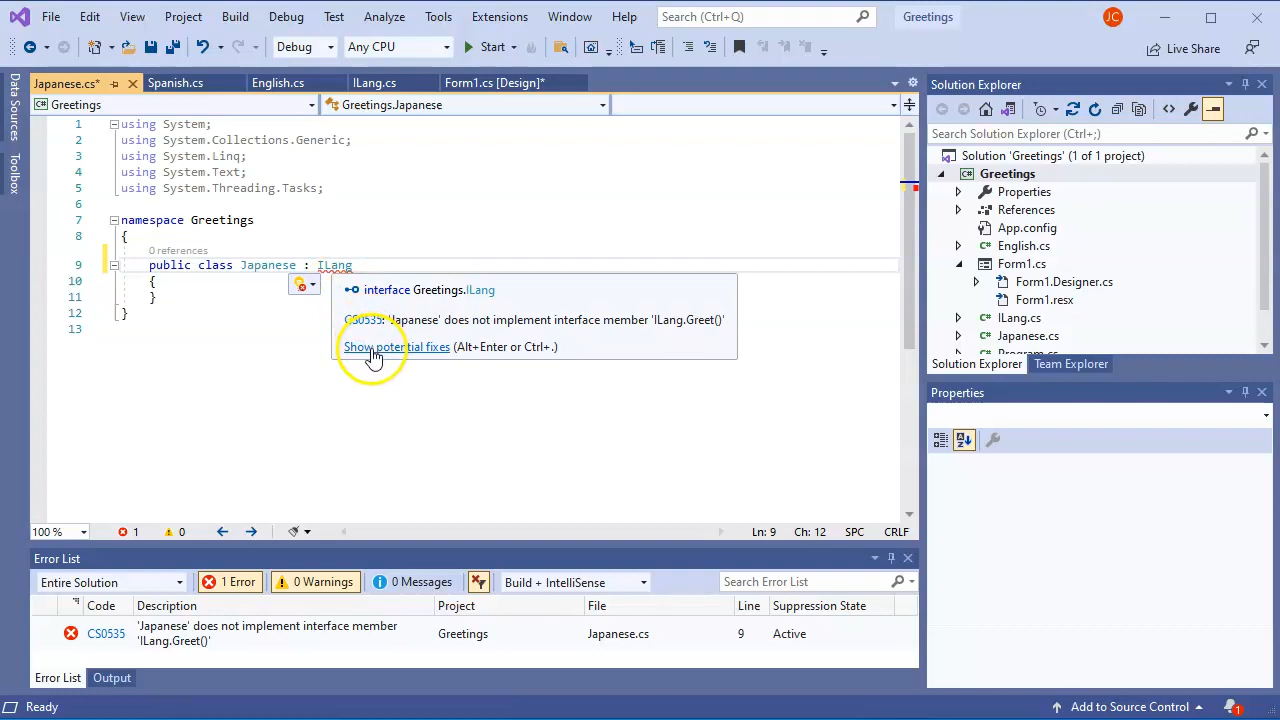 File Edit View Project Build Debug Test Analyze Tools Extensions Window Help Search (Ctrl+Q) Greetings JC
Debug Any CPU Start Live Share
Data Sources
Toolbox
Japanese.cs* Spanish.cs English.cs ILang.cs Form1.cs [Design]*
Greetings Greetings.Japanese
1 using System;
2 using System.Collections.Generic;
3 using System.Linq;
4 using System.Text;
5 using System.Threading.Tasks;
6
7 namespace Greetings
8 {
0 references
9 public class Japanese : ILang
10 {
11 }
12 }
13
interface Greetings.ILang
CS0535: 'Japanese' does not implement interface member 'ILang.Greet()'
Show potential fixes (Alt+Enter or Ctrl+.)
100 % 1 0 Ln: 9 Ch: 12 SPC CRLF
Error List
Entire Solution 1 Error 0 Warnings 0 Messages Build + IntelliSense Search Error List
Code Description Project File Line Suppression State
CS0535 'Japanese' does not implement interface member 'ILang.Greet()' Greetings Japanese.cs 9 Active
Error List Output
Solution Explorer
Search Solution Explorer (Ctrl+;)
Solution 'Greetings' (1 of 1 project)
C# Greetings
Properties
References
App.config
C# English.cs
C# Form1.cs
Form1.Designer.cs
Form1.resx
C# ILang.cs
C# Japanese.cs
C# Program.cs
Solution Explorer Team Explorer
Properties
Ready Add to Source Control 1